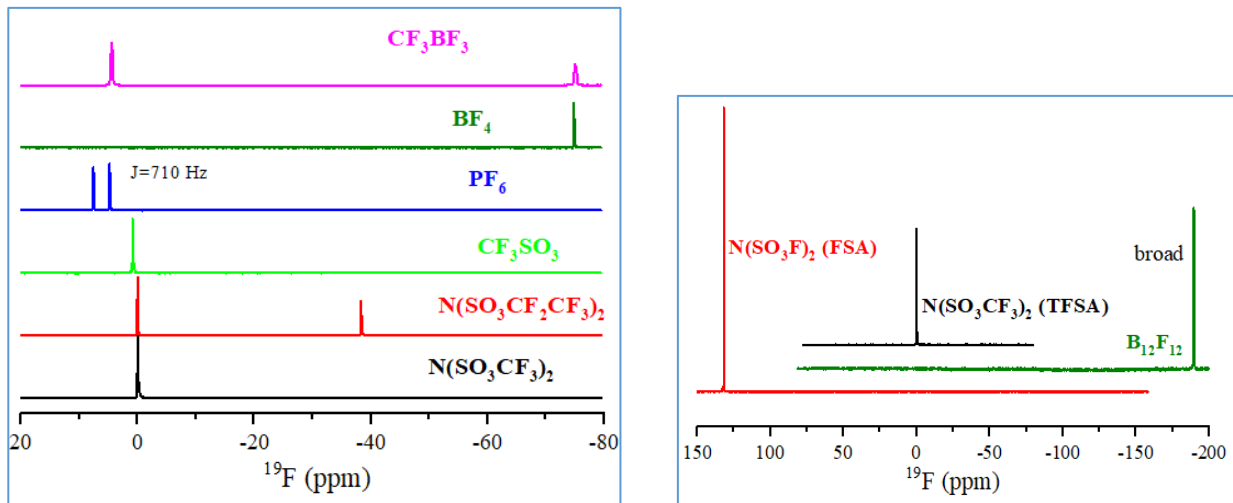 CF₃BF₃
BF₄
J=710 Hz
PF₆
CF₃SO₃
N(SO₃CF₂CF₃)₂
N(SO₃CF₃)₂
20 0 -20 -40 -60 -80
¹⁹F (ppm)
N(SO₃F)₂ (FSA)
broad
N(SO₃CF₃)₂ (TFSA)
B₁₂F₁₂
150 100 50 0 -50 -100 -150 -200
¹⁹F (ppm)